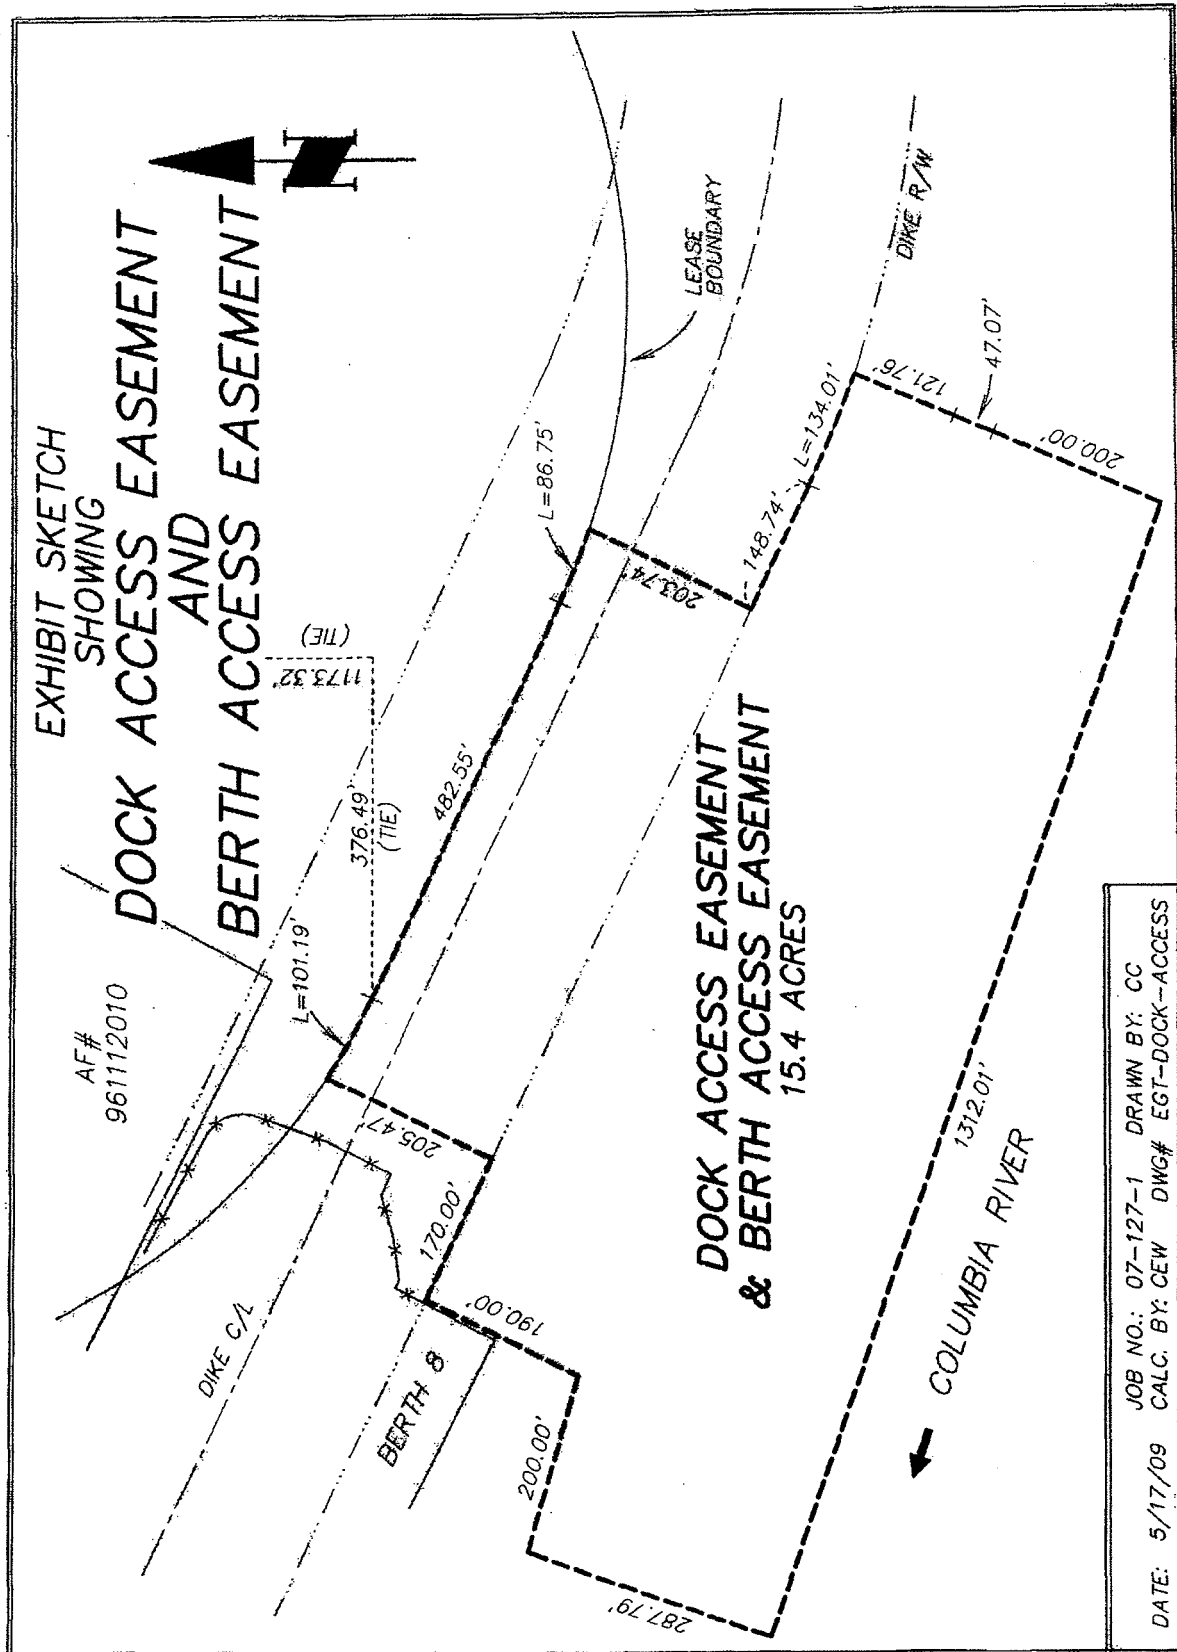 EXHIBIT SKETCH
SHOWING
DOCK ACCESS EASEMENT
AND
BERTH ACCESS EASEMENT
N
AF#
961112010
L=101.19'
376.49'
(TIE)
1173.32'
(TIE)
482.55'
L=86.75'
LEASE
BOUNDARY
DIKE R/W
DIKE C/L
BERTH 8
205.47'
170.00'
190.00'
200.00'
287.79'
203.74'
148.74'
L=134.01'
121.76'
47.07'
200.00'
DOCK ACCESS EASEMENT
& BERTH ACCESS EASEMENT
15.4 ACRES
1312.01'
COLUMBIA RIVER
JOB NO.: 07-127-1 DRAWN BY: CC
DATE: 5/17/09 CALC. BY: CEW DWG# EGT-DOCK-ACCESS